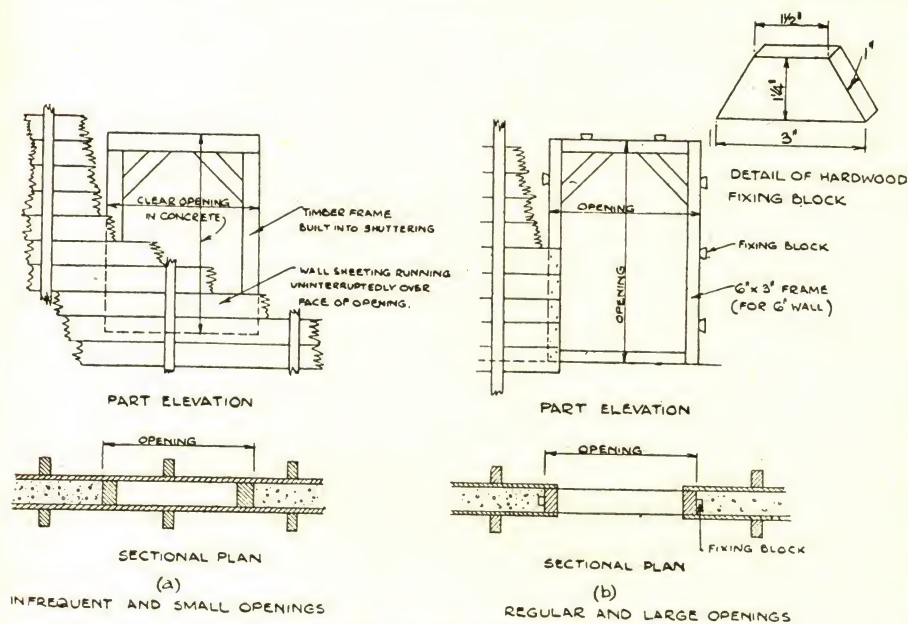 1½"
1"
1¼"
3"
DETAIL OF HARDWOOD
FIXING BLOCK
CLEAR OPENING
IN CONCRETE
TIMBER FRAME
BUILT INTO SHUTTERING
WALL SHEETING RUNNING
UNINTERRUPTEDLY OVER
FACE OF OPENING.
PART ELEVATION
OPENING
OPENING
FIXING BLOCK
6"x 3" FRAME
(FOR 6" WALL)
PART ELEVATION
OPENING
SECTIONAL PLAN
(a)
INFREQUENT AND SMALL OPENINGS
OPENING
FIXING BLOCK
SECTIONAL PLAN
(b)
REGULAR AND LARGE OPENINGS